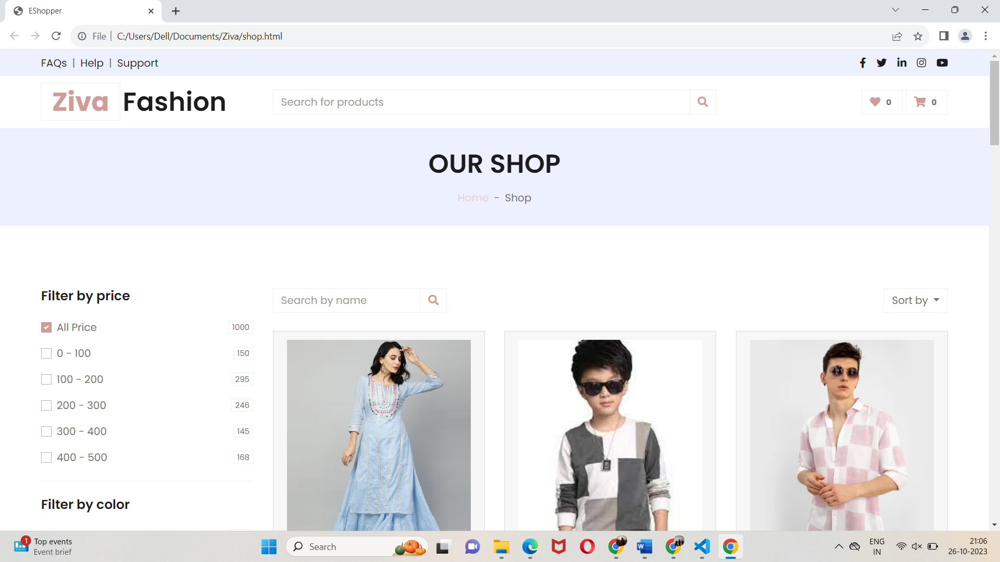 EShopper
File | C:/Users/Dell/Documents/Ziva/shop.html
FAQs | Help | Support
Ziva Fashion
Search for products
0
0
OUR SHOP
Home - Shop
Filter by price
All Price 1000
0 - 100 150
100 - 200 295
200 - 300 246
300 - 400 145
400 - 500 168
Filter by color
Search by name
Sort by
1
Top events
Event brief
Search
ENG
IN
21:06
26-10-2023